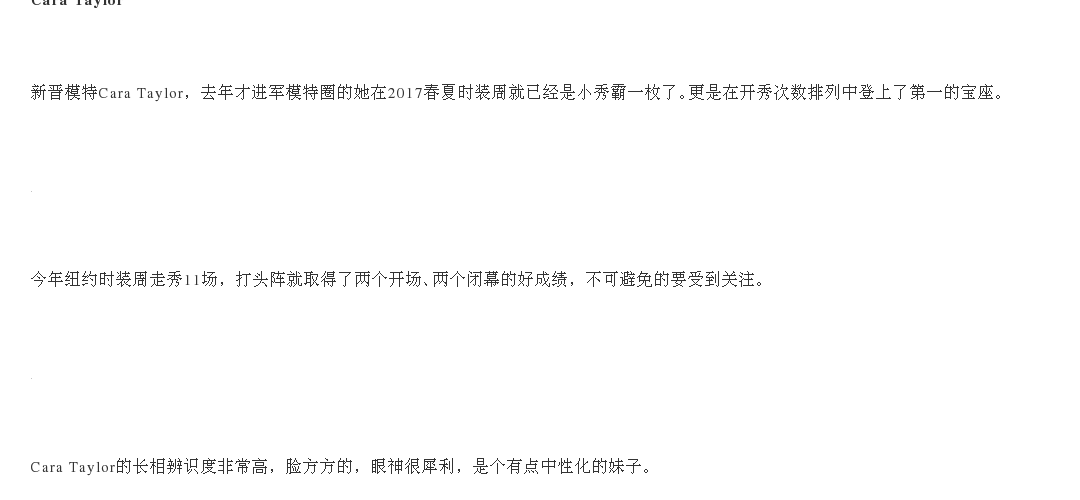 Cara Taylor
新晋模特Cara Taylor，去年才进军模特圈的她在2017春夏时装周就已经是小秀霸一枚了。更是在开秀次数排列中登上了第一的宝座。
今年纽约时装周走秀11场，打头阵就取得了两个开场、两个闭幕的好成绩，不可避免的要受到关注。
Cara Taylor的长相辨识度非常高，脸方方的，眼神很犀利，是个有点中性化的妹子。